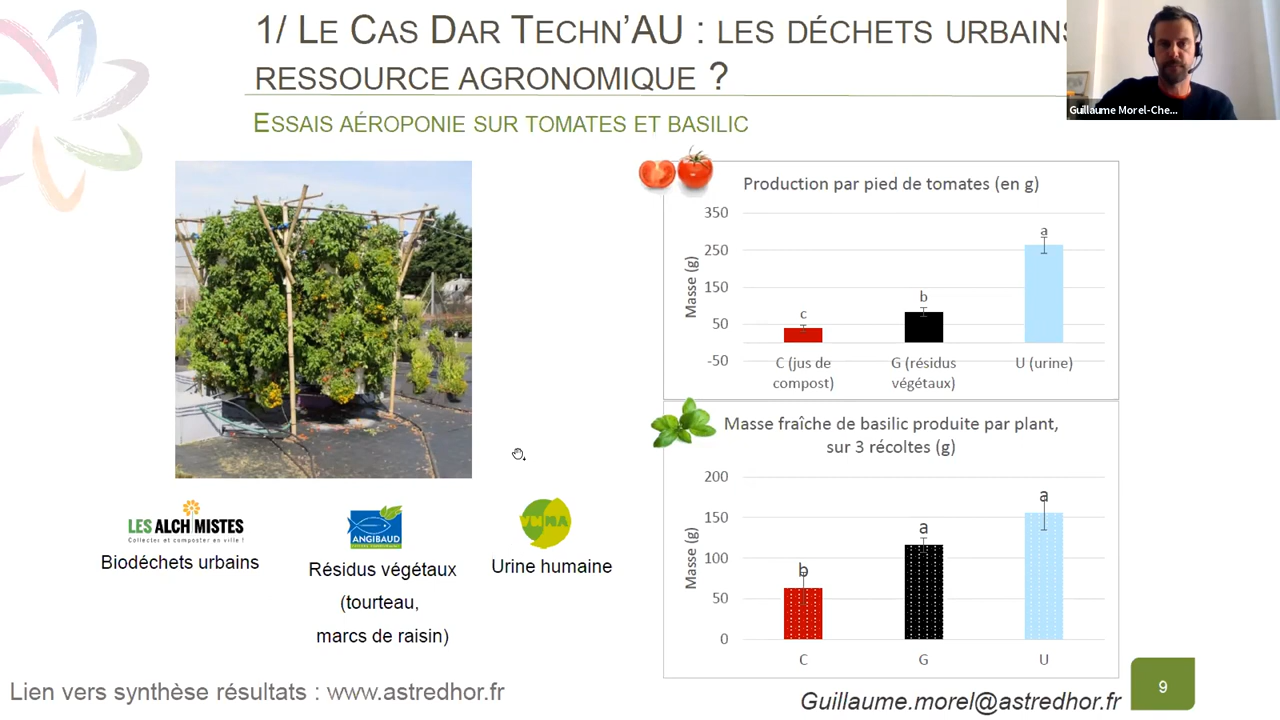 1/ LE CAS DAR TECHN'AU : LES DÉCHETS URBAINS
RESSOURCE AGRONOMIQUE ?
ESSAIS AÉROPONIE SUR TOMATES ET BASILIC
Guillaume Morel-Che...
Production par pied de tomates (en g)
350
250
150
50
-50
Masse (g)
c
b
a
C (jus de
compost)
G (résidus
végétaux)
U (urine)
Masse fraîche de basilic produite par plant,
sur 3 récoltes (g)
200
150
100
50
0
Masse (g)
b
a
a
C
G
U
LES ALCHIMISTES
Collecter et composter en ville !
Biodéchets urbains
ANGIBAUD
Résidus végétaux
(tourteau,
marcs de raisin)
Urine humaine
Lien vers synthèse résultats : www.astredhor.fr
Guillaume.morel@astredhor.fr
9